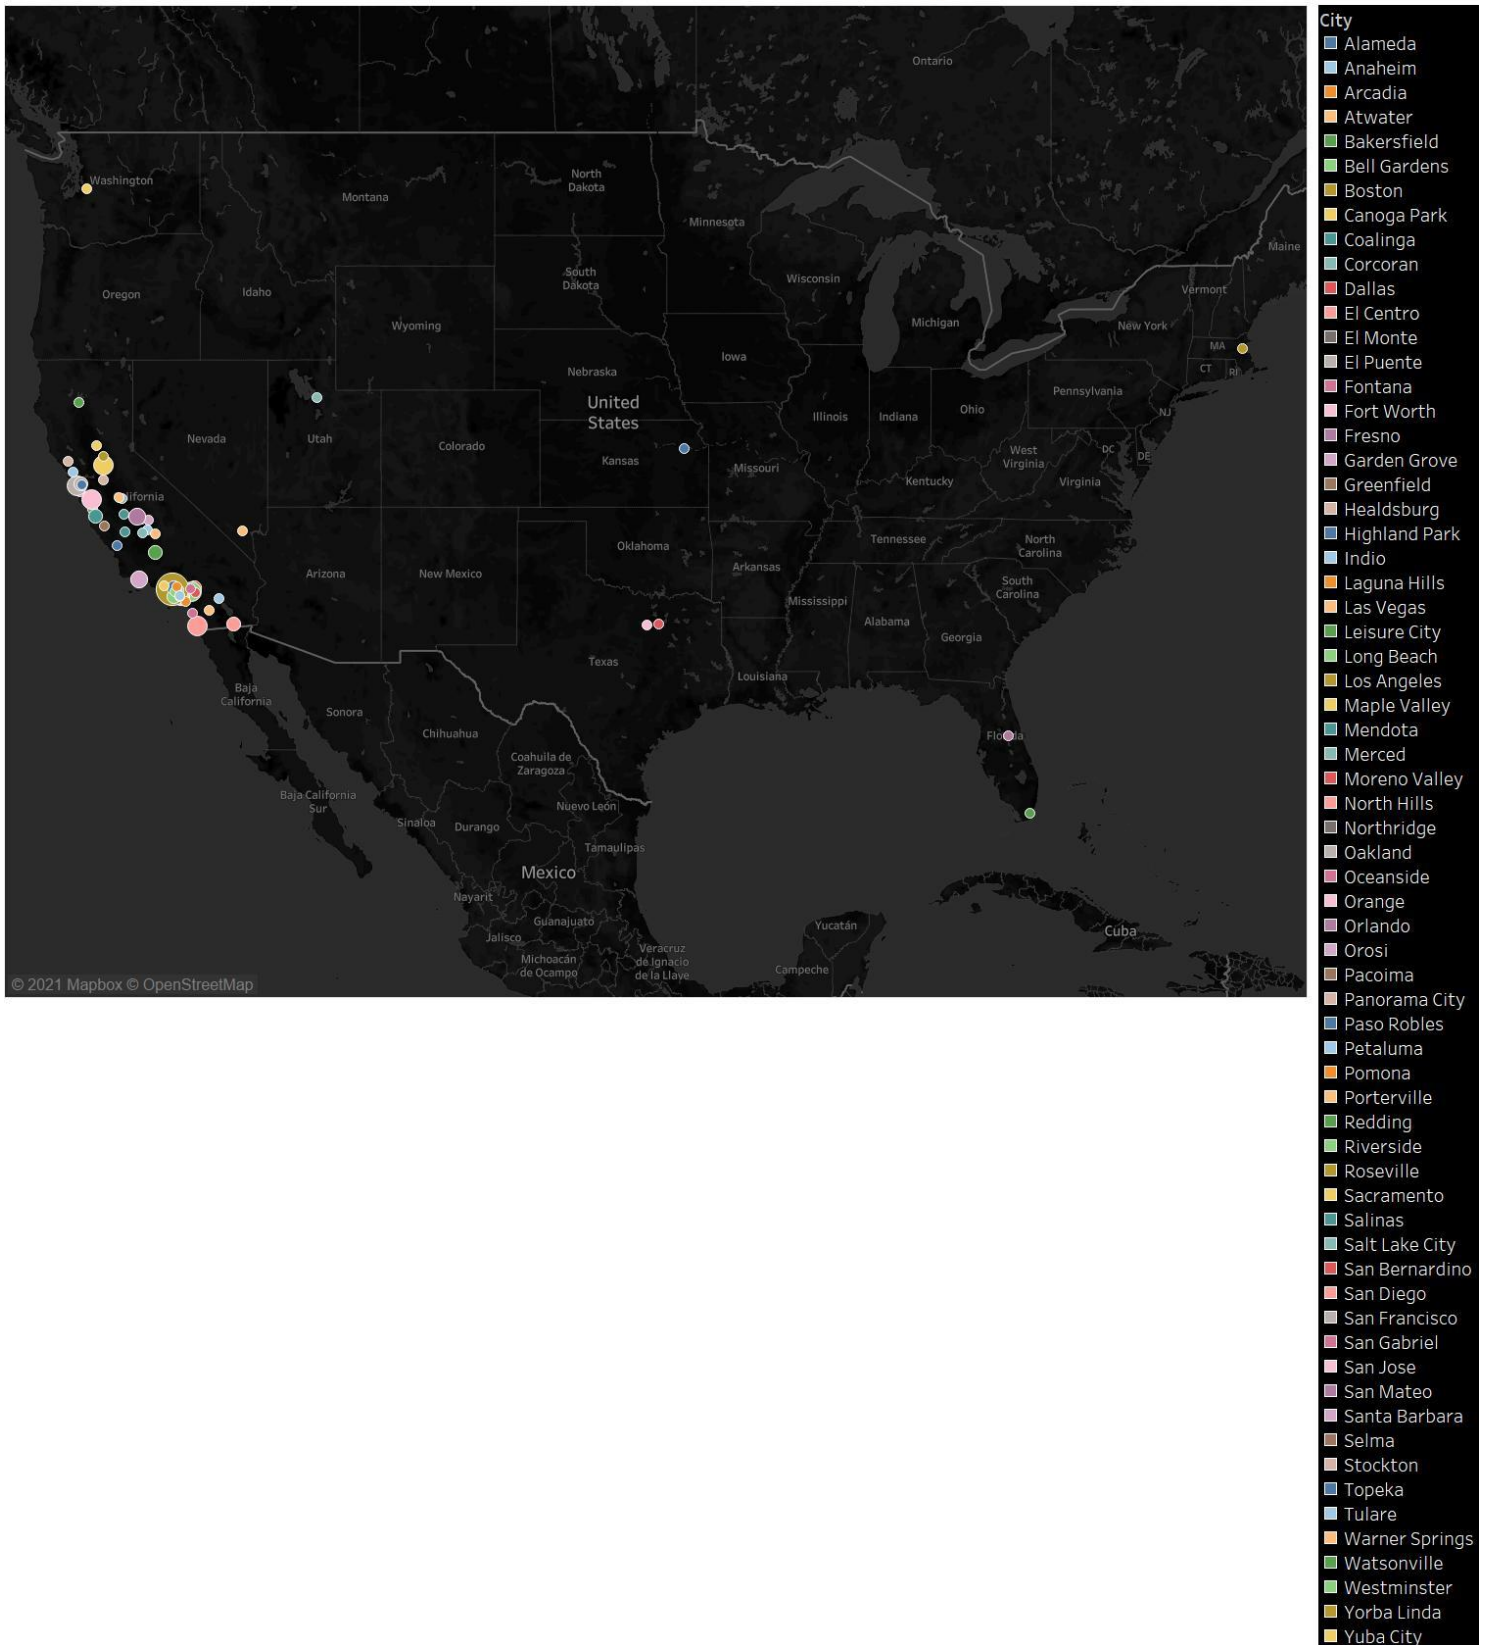 Ontario
Washington
Montana
North
Dakota
Minnesota
Maine
Oregon
Idaho
South
Dakota
Wisconsin
Vermont
Wyoming
Michigan
New York
MA
CT
RI
Iowa
Nebraska
United
States
Pennsylvania
Nevada
Utah
Colorado
Illinois
Indiana
Ohio
NJ
Kansas
Missouri
West
Virginia
DC
DE
Kentucky
Virginia
lifornia
Oklahoma
Tennessee
North
Carolina
Arizona
New Mexico
Arkansas
South
Carolina
Mississippi
Alabama
Georgia
Texas
Louisiana
Baja
California
Sonora
Chihuahua
Florida
Coahuila de
Zaragoza
Baja California
Sur
Nuevo León
Sinaloa
Durango
Tamaulipas
Mexico
Nayarit
Guanajuato
Jalisco
Yucatán
Cuba
Michoacán
de Ocampo
Veracruz
de Ignacio
de la Llave
Campeche
© 2021 Mapbox © OpenStreetMap
City
Alameda
Anaheim
Arcadia
Atwater
Bakersfield
Bell Gardens
Boston
Canoga Park
Coalinga
Corcoran
Dallas
El Centro
El Monte
El Puente
Fontana
Fort Worth
Fresno
Garden Grove
Greenfield
Healdsburg
Highland Park
Indio
Laguna Hills
Las Vegas
Leisure City
Long Beach
Los Angeles
Maple Valley
Mendota
Merced
Moreno Valley
North Hills
Northridge
Oakland
Oceanside
Orange
Orlando
Orosi
Pacoima
Panorama City
Paso Robles
Petaluma
Pomona
Porterville
Redding
Riverside
Roseville
Sacramento
Salinas
Salt Lake City
San Bernardino
San Diego
San Francisco
San Gabriel
San Jose
San Mateo
Santa Barbara
Selma
Stockton
Topeka
Tulare
Warner Springs
Watsonville
Westminster
Yorba Linda
Yuba City